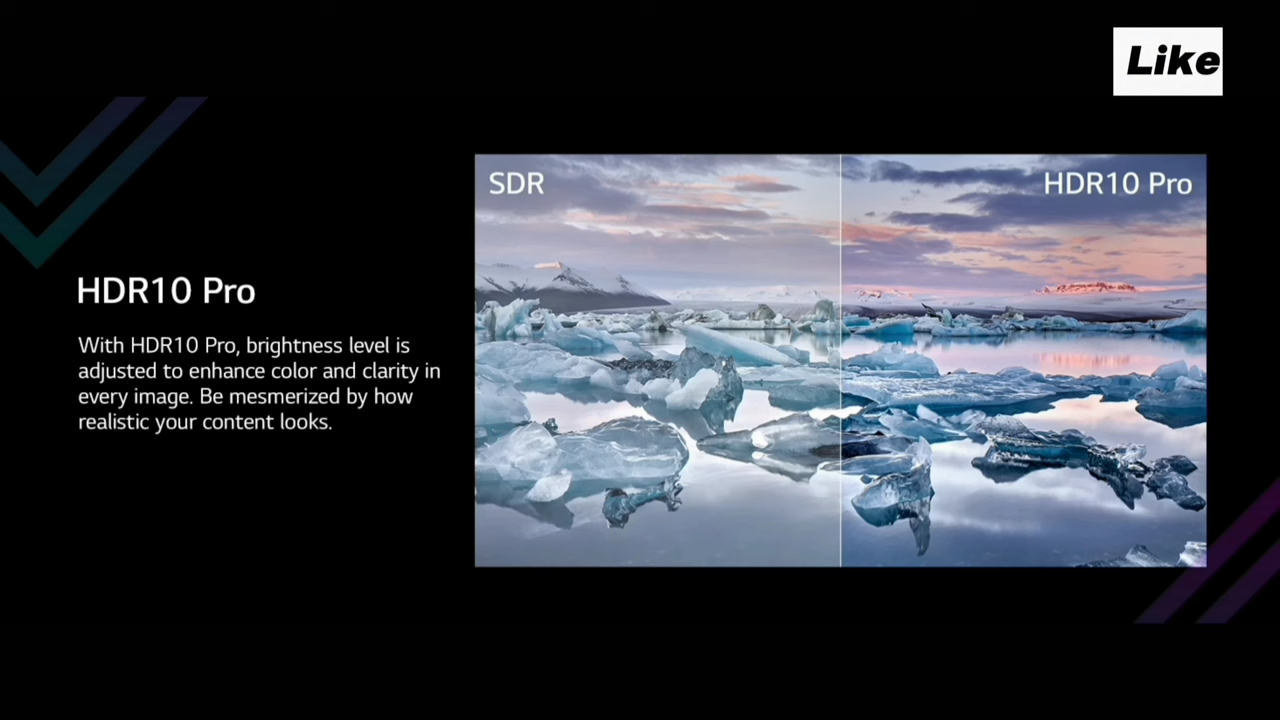 Like
SDR
HDR10 Pro
HDR10 Pro
With HDR10 Pro, brightness level is
adjusted to enhance color and clarity in
every image. Be mesmerized by how
realistic your content looks.